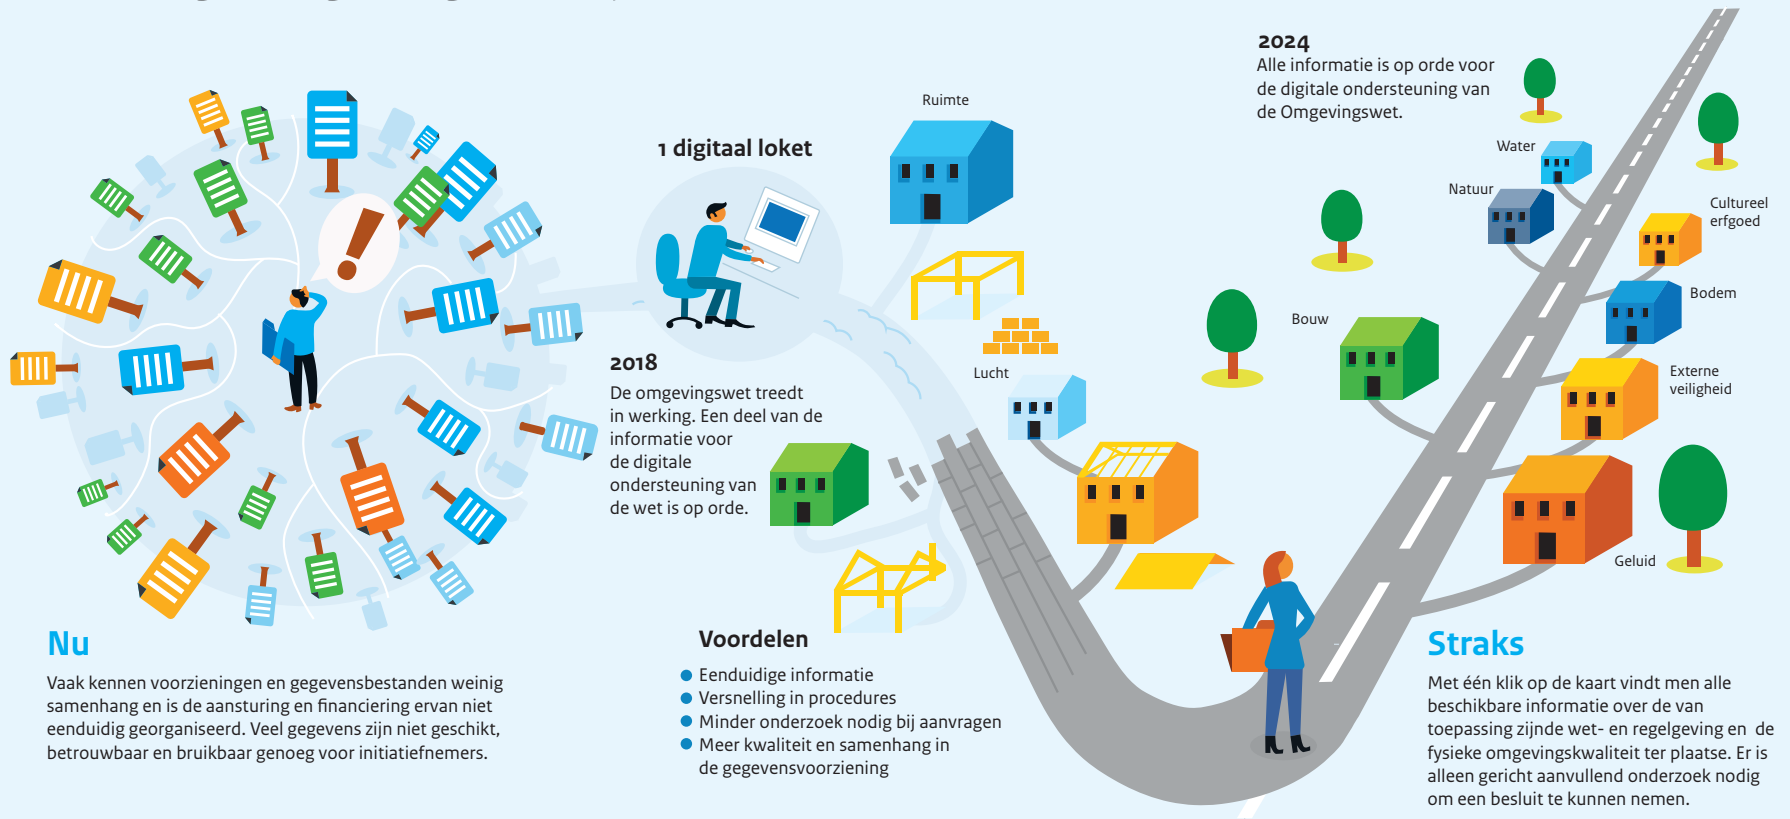 Nu
Vaak kennen voorzieningen en gegevensbestanden weinig
samenhang en is de aansturing en financiering ervan niet
eenduidig georganiseerd. Veel gegevens zijn niet geschikt,
betrouwbaar en bruikbaar genoeg voor initiatiefnemers.
1 digitaal loket
2018
De omgevingswet treedt
in werking. Een deel van de
informatie voor
de digitale
ondersteuning van
de wet is op orde.
Voordelen
Eenduidige informatie
Versnelling in procedures
Minder onderzoek nodig bij aanvragen
Meer kwaliteit en samenhang in
de gegevensvoorziening
Ruimte
Lucht
2024
Alle informatie is op orde voor
de digitale ondersteuning van
de Omgevingswet.
Water
Natuur
Cultureel
erfgoed
Bodem
Bouw
Externe
veiligheid
Geluid
Straks
Met één klik op de kaart vindt men alle
beschikbare informatie over de van
toepassing zijnde wet- en regelgeving en de
fysieke omgevingskwaliteit ter plaatse. Er is
alleen gericht aanvullend onderzoek nodig
om een besluit te kunnen nemen.